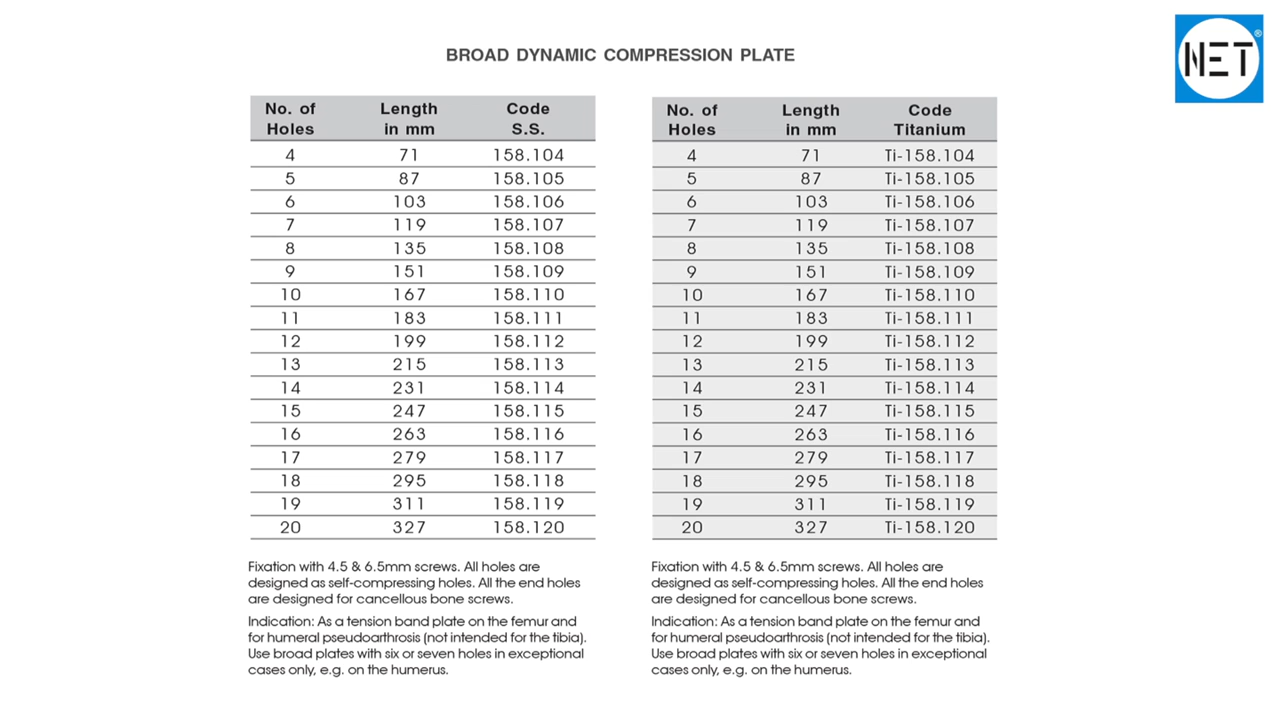 BROAD DYNAMIC COMPRESSION PLATE
NET®
No. of Holes Length in mm Code S.S.
4 71 158.104
5 87 158.105
6 103 158.106
7 119 158.107
8 135 158.108
9 151 158.109
10 167 158.110
11 183 158.111
12 199 158.112
13 215 158.113
14 231 158.114
15 247 158.115
16 263 158.116
17 279 158.117
18 295 158.118
19 311 158.119
20 327 158.120
Fixation with 4.5 & 6.5mm screws. All holes are
designed as self-compressing holes. All the end holes
are designed for cancellous bone screws.
Indication: As a tension band plate on the femur and
for humeral pseudoarthrosis (not intended for the tibia).
Use broad plates with six or seven holes in exceptional
cases only, e.g. on the humerus.
No. of Holes Length in mm Code Titanium
4 71 Ti-158.104
5 87 Ti-158.105
6 103 Ti-158.106
7 119 Ti-158.107
8 135 Ti-158.108
9 151 Ti-158.109
10 167 Ti-158.110
11 183 Ti-158.111
12 199 Ti-158.112
13 215 Ti-158.113
14 231 Ti-158.114
15 247 Ti-158.115
16 263 Ti-158.116
17 279 Ti-158.117
18 295 Ti-158.118
19 311 Ti-158.119
20 327 Ti-158.120
Fixation with 4.5 & 6.5mm screws. All holes are
designed as self-compressing holes. All the end holes
are designed for cancellous bone screws.
Indication: As a tension band plate on the femur and
for humeral pseudoarthrosis (not intended for the tibia).
Use broad plates with six or seven holes in exceptional
cases only, e.g. on the humerus.